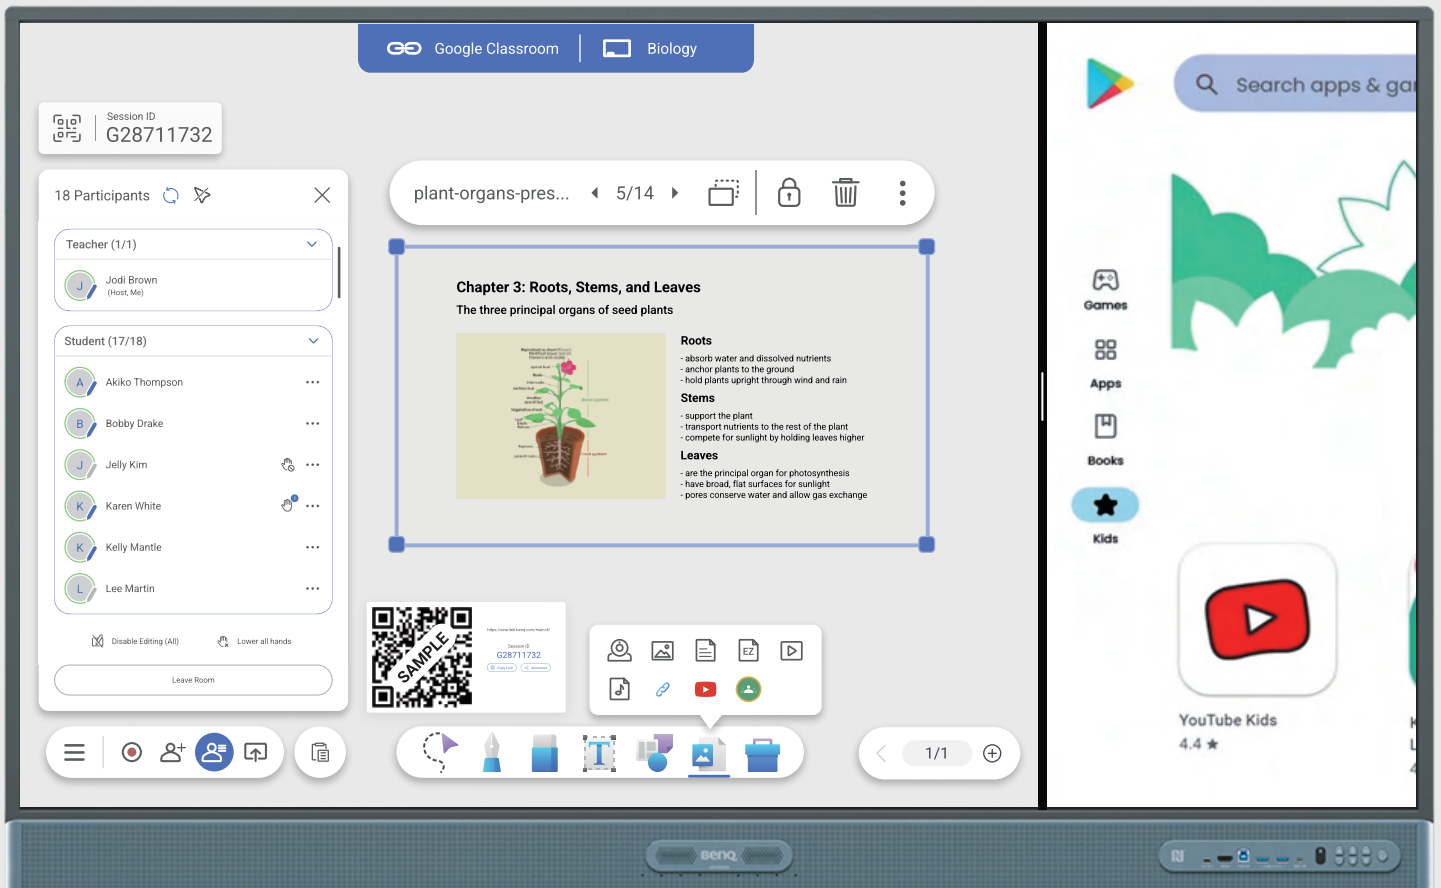 Google Classroom
Biology
Session ID
G28711732
18 Participants
Teacher (1/1)
J
Jodi Brown
(Host, Me)
Student (17/18)
A
Akiko Thompson
B
Bobby Drake
J
Jelly Kim
K
Karen White
K
Kelly Mantle
L
Lee Martin
Disable Editing (All)
Lower all hands
Leave Room
plant-organs-pres...
5/14
Chapter 3: Roots, Stems, and Leaves
The three principal organs of seed plants
Roots
- absorb water and dissolved nutrients
- anchor plants to the ground
- hold plants upright through wind and rain
Stems
- support the plant
- transport nutrients to the rest of the plant
- compete for sunlight by holding leaves higher
Leaves
- are the principal organ for photosynthesis
- have broad, flat surfaces for sunlight
- pores conserve water and allow gas exchange
SAMPLE
Session ID
G28711732
Copy Link
EZ
T
1/1
Search apps & gar
Games
Apps
Books
Kids
YouTube Kids
4.4 ★
BenQ